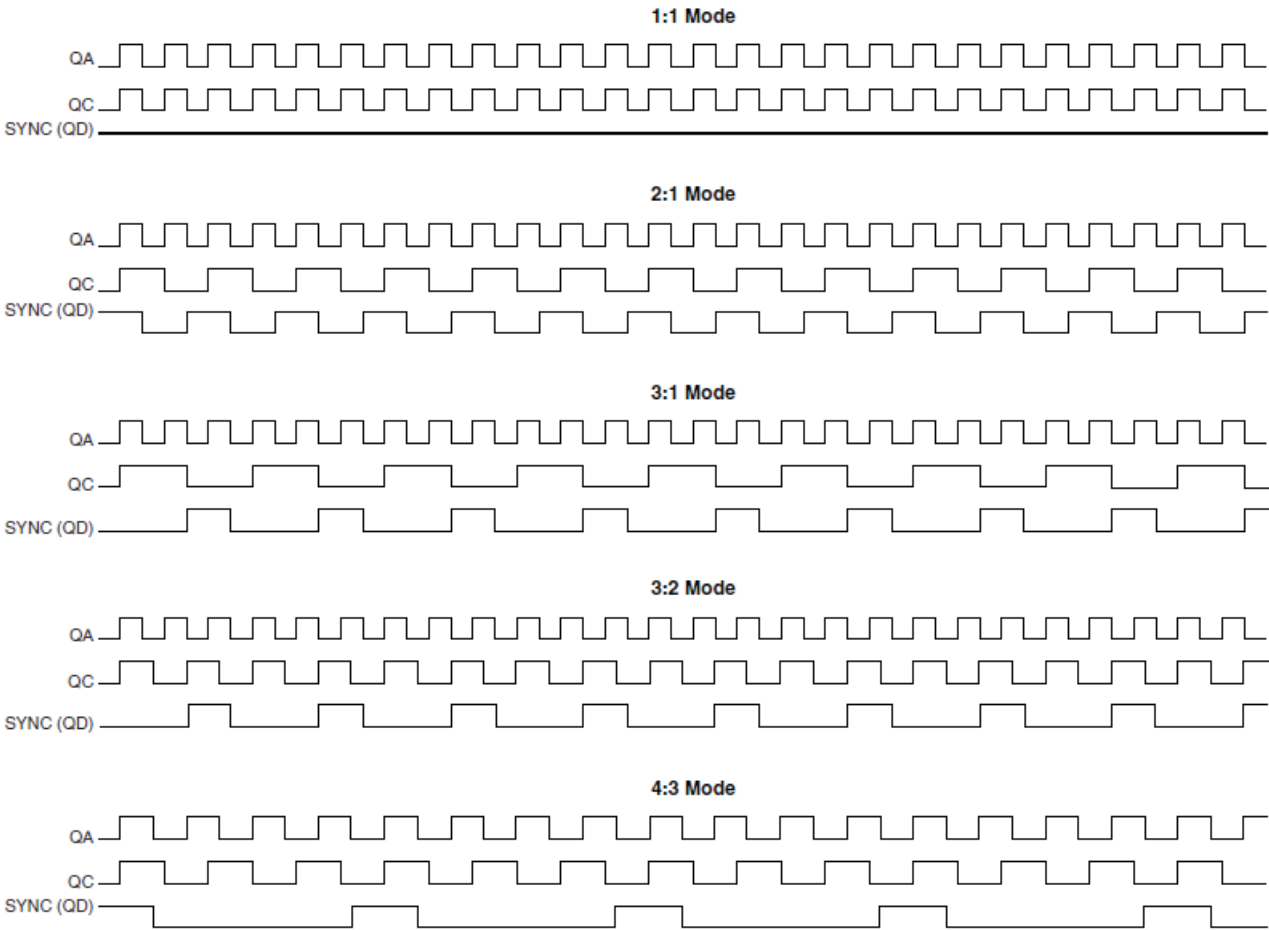 1:1 Mode
QA
QC
SYNC (QD)
2:1 Mode
QA
QC
SYNC (QD)
3:1 Mode
QA
QC
SYNC (QD)
3:2 Mode
QA
QC
SYNC (QD)
4:3 Mode
QA
QC
SYNC (QD)